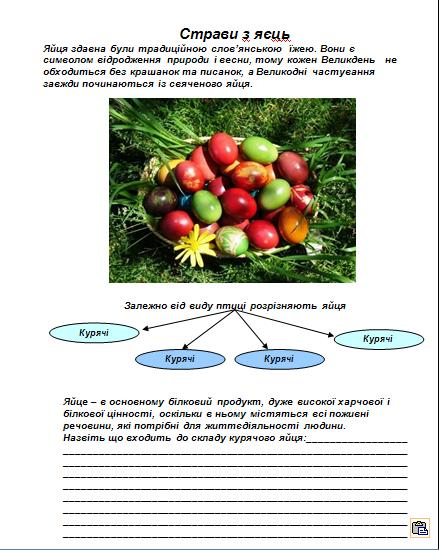 Страви з яєць
Яйця здавна були традиційною слов'янською їжею. Вони є
символом відродження природи і весни, тому кожен Великдень не
обходиться без крашанок та писанок, а Великодні частування
завжди починаються із свяченого яйця.
Залежно від виду птиці розрізняють яйця
Курячі
Курячі
Курячі
Курячі
Яйце – в основному білковий продукт, дуже високої харчової і
білкової цінності, оскільки в ньому містяться всі поживні
речовини, які потрібні для життєдіяльності людини.
Назвіть що входить до складу курячого яйця:__________________